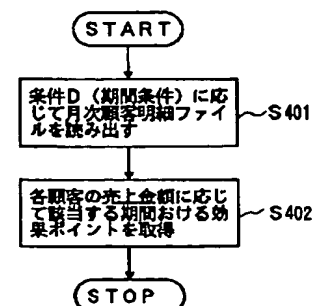 START
条件D（期間条件）に応
じて月次顧客明細ファイ
ルを読み出す
S401
各顧客の売上金額に応じ
て該当する期間おける効
果ポイントを取得
S402
STOP